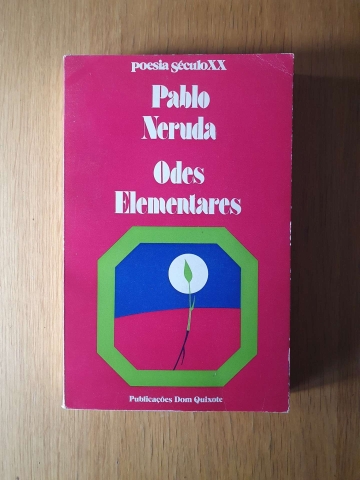 poesia séculoXX
Pablo
Neruda
Odes
Elementares
Publicações Dom Quixote